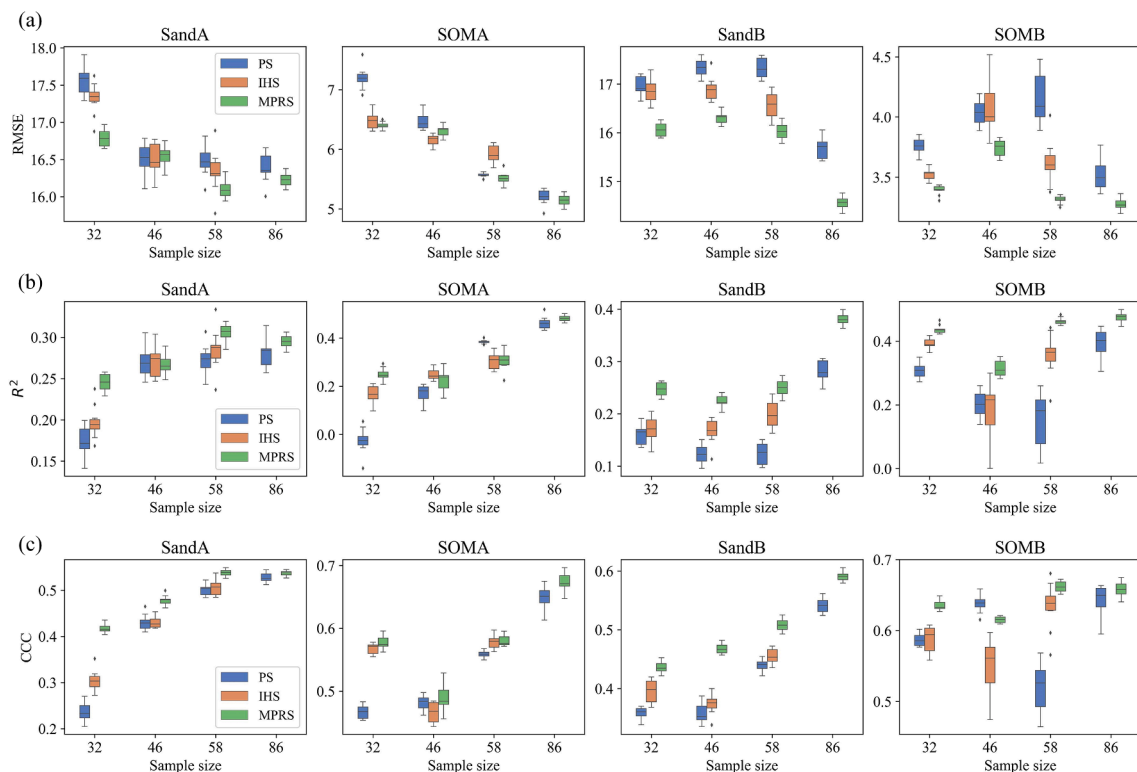 (a)
SandA
SOMA
SandB
SOMB
RMSE
18.0
17.5
17.0
16.5
16.0
PS
IHS
MPRS
7
6
5
17
16
15
4.5
4.0
3.5
32 46 58 86
32 46 58 86
32 46 58 86
32 46 58 86
Sample size
Sample size
Sample size
Sample size
(b)
SandA
SOMA
SandB
SOMB
R²
0.30
0.25
0.20
0.15
PS
IHS
MPRS
0.4
0.2
0.0
0.4
0.3
0.2
0.1
0.4
0.2
0.0
32 46 58 86
32 46 58 86
32 46 58 86
32 46 58 86
Sample size
Sample size
Sample size
Sample size
(c)
SandA
SOMA
SandB
SOMB
CCC
0.5
0.4
0.3
0.2
PS
IHS
MPRS
0.7
0.6
0.5
0.6
0.5
0.4
0.7
0.6
0.5
32 46 58 86
32 46 58 86
32 46 58 86
32 46 58 86
Sample size
Sample size
Sample size
Sample size